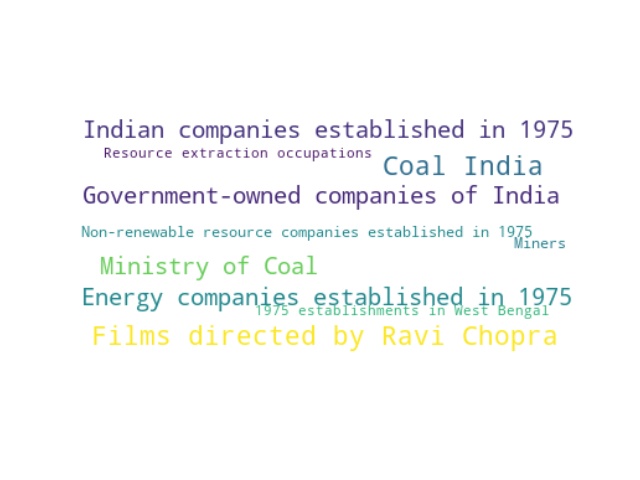 Indian companies established in 1975
Resource extraction occupations
Coal India
Government-owned companies of India
Non-renewable resource companies established in 1975
Miners
Ministry of Coal
Energy companies established in 1975
1975 establishments in West Bengal
Films directed by Ravi Chopra